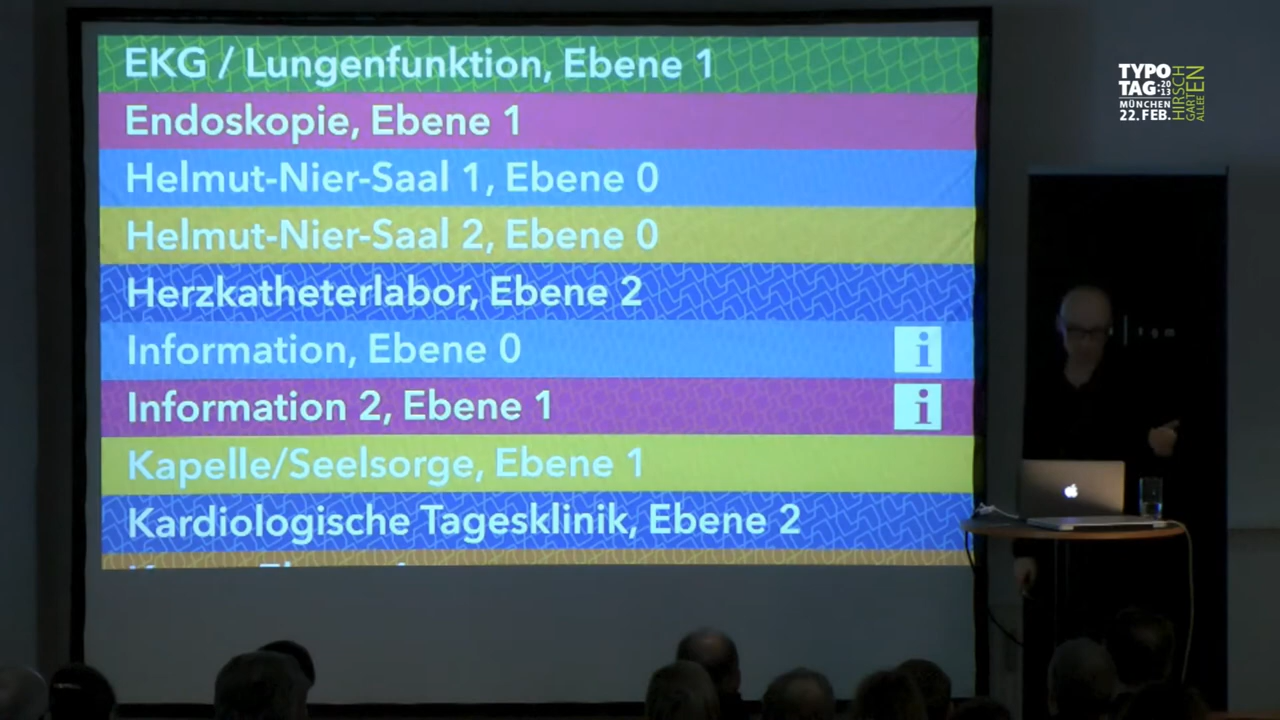 EKG / Lungenfunktion, Ebene 1
Endoskopie, Ebene 1
Helmut-Nier-Saal 1, Ebene 0
Helmut-Nier-Saal 2, Ebene 0
Herzkatheterlabor, Ebene 2
Information, Ebene 0 i
Information 2, Ebene 1 i
Kapelle/Seelsorge, Ebene 1
Kardiologische Tagesklinik, Ebene 2
TYPO
TAG:20
:13
MÜNCHEN
22. FEB.
HIRSCH
GARTEN
ALLEE